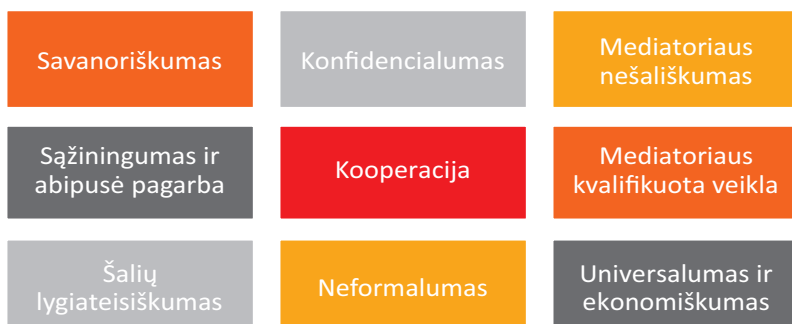 Savanoriškumas
Konfidencialumas
Mediatoriaus
nešališkumas
Sąžiningumas ir
abipusė pagarba
Kooperacija
Mediatoriaus
kvalifikuota veikla
Šalių
lygiateisiškumas
Neformalumas
Universalumas ir
ekonomiškumas